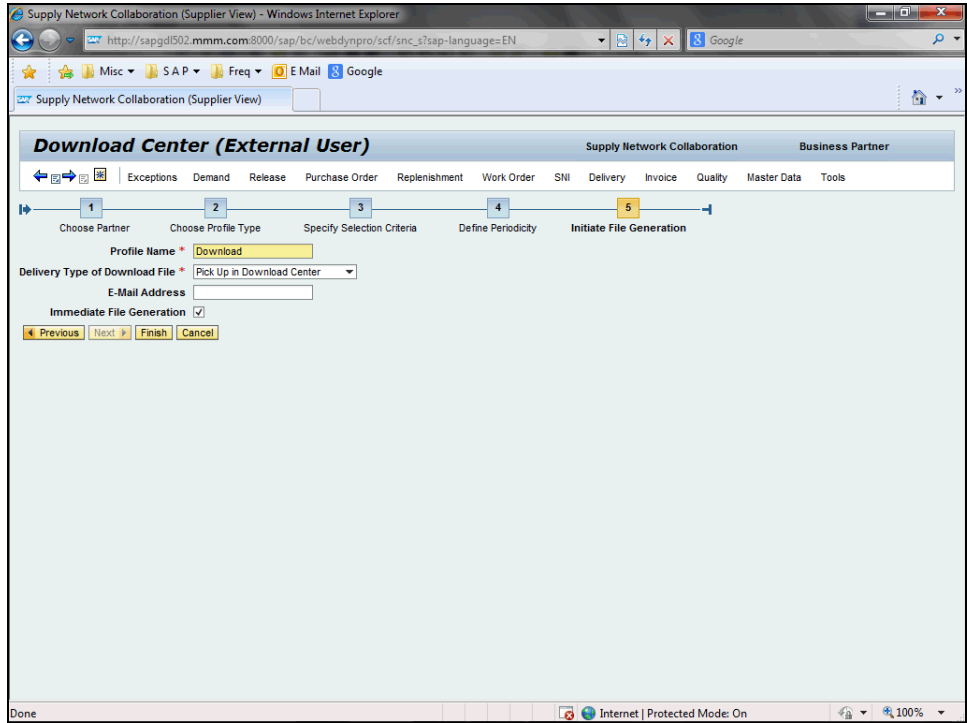 Supply Network Collaboration (Supplier View) - Windows Internet Explorer
http://sapgdl502.mmm.com:8000/sap/bc/webdynpro/scf/snc_s?sap-language=EN
Google
Misc SAP Freq E Mail Google
Supply Network Collaboration (Supplier View)
Download Center (External User) Supply Network Collaboration Business Partner
Exceptions Demand Release Purchase Order Replenishment Work Order SNI Delivery Invoice Quality Master Data Tools
1 2 3 4 5
Choose Partner Choose Profile Type Specify Selection Criteria Define Periodicity Initiate File Generation
Profile Name * Download
Delivery Type of Download File * Pick Up in Download Center
E-Mail Address
Immediate File Generation
Previous Next Finish Cancel
Done Internet | Protected Mode: On 100%